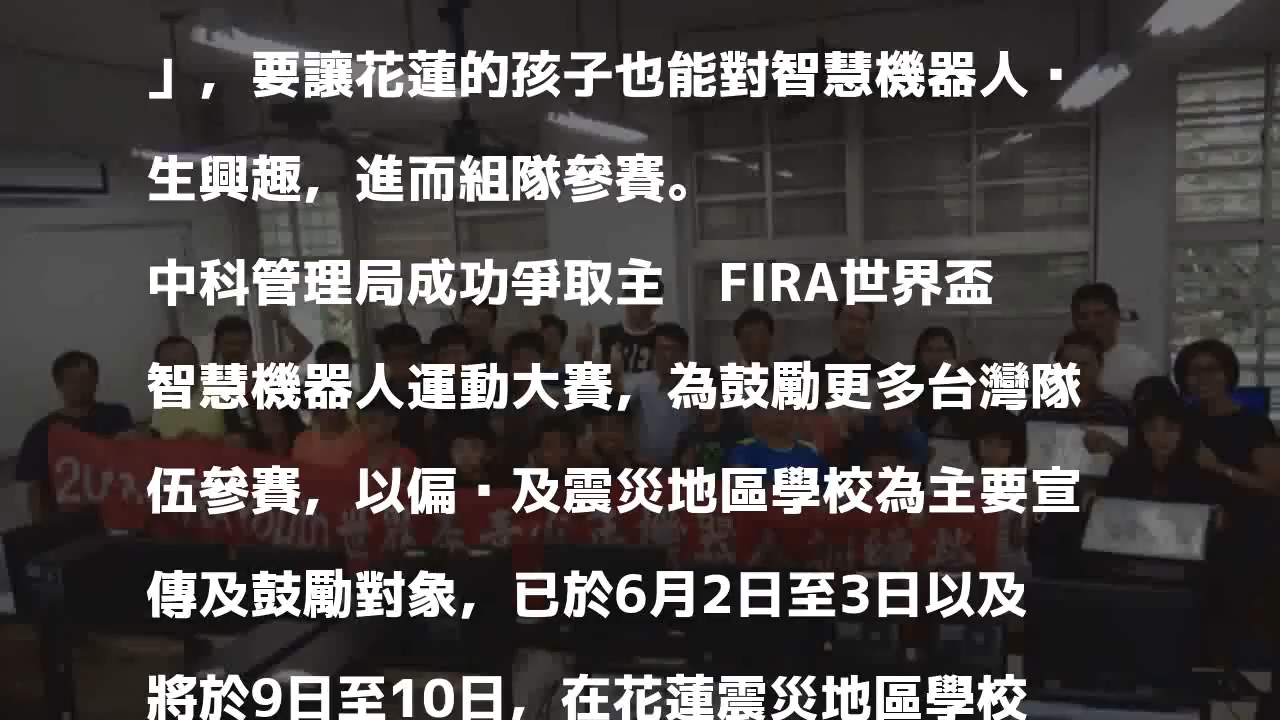 」，要讓花蓮的孩子也能對智慧機器人·
生興趣，進而組隊參賽。
中科管理局成功爭取主　FIRA世界盃
智慧機器人運動大賽，為鼓勵更多台灣隊
伍參賽，以偏·及震災地區學校為主要宣
傳及鼓勵對象，已於6月2日至3日以及
將於9日至10日，在花蓮震災地區學校